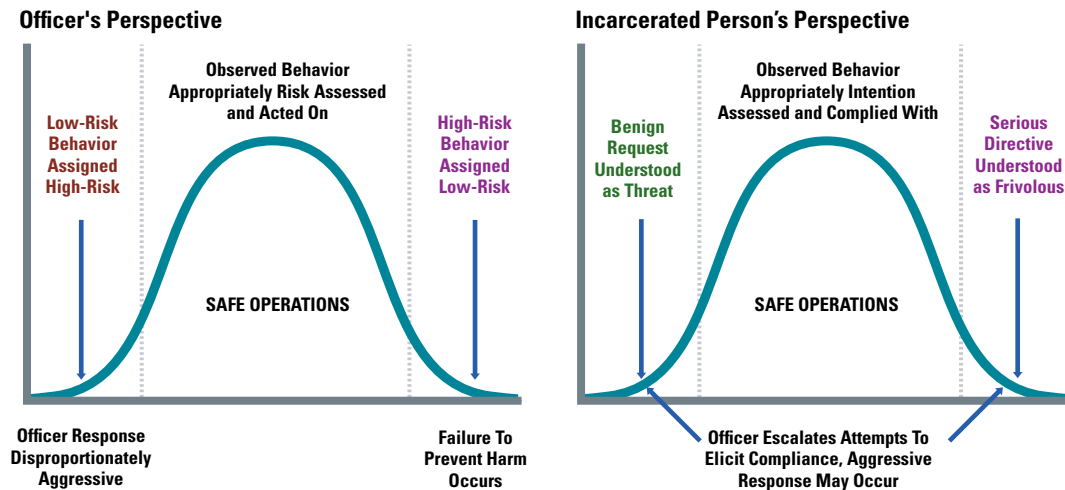 Officer's Perspective
Observed Behavior
Appropriately Risk Assessed
and Acted On
Low-Risk
Behavior
Assigned
High-Risk
High-Risk
Behavior
Assigned
Low-Risk
SAFE OPERATIONS
Officer Response
Disproportionately
Aggressive
Failure To
Prevent Harm
Occurs
Incarcerated Person’s Perspective
Observed Behavior
Appropriately Intention
Assessed and Complied With
Benign
Request
Understood
as Threat
Serious
Directive
Understood
as Frivolous
SAFE OPERATIONS
Officer Escalates Attempts To
Elicit Compliance, Aggressive
Response May Occur